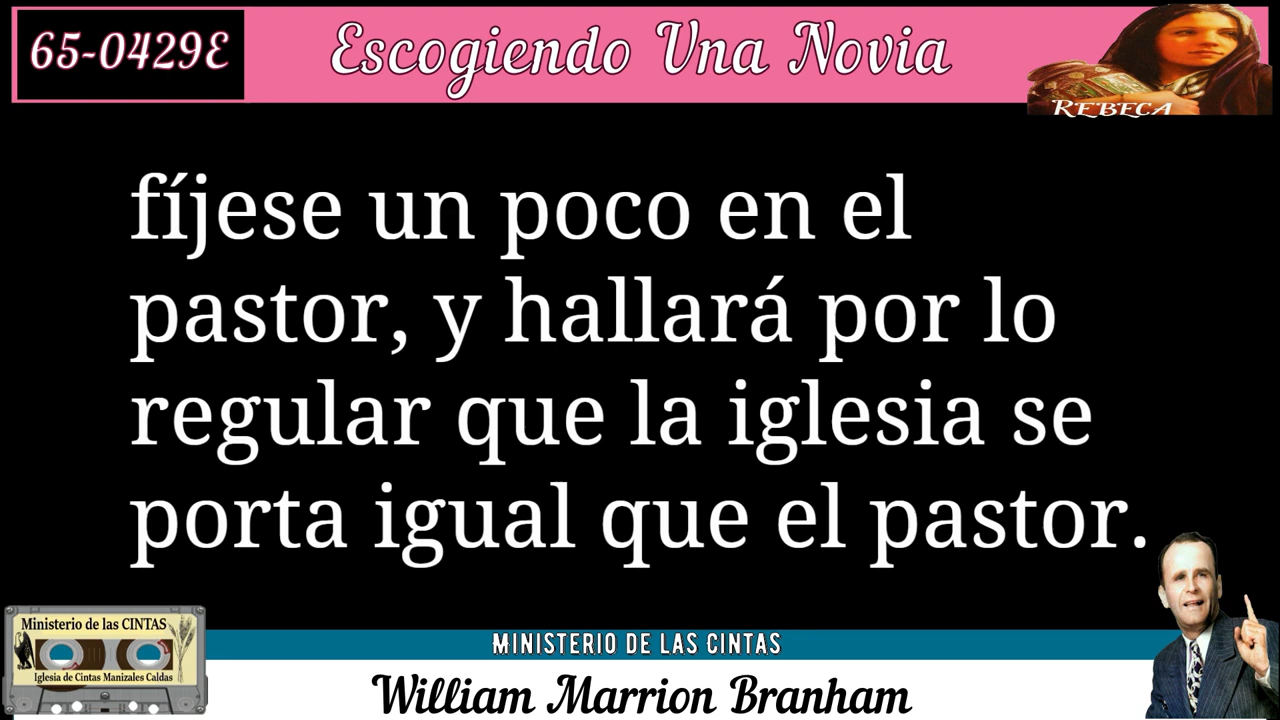 65-0429E
Escogiendo Una Novia
REBECA
fíjese un poco en el
pastor, y hallará por lo
regular que la iglesia se
porta igual que el pastor.
Ministerio de las CINTAS
Iglesia de Cintas Manizales Caldas
MINISTERIO DE LAS CINTAS
William Marrion Branham